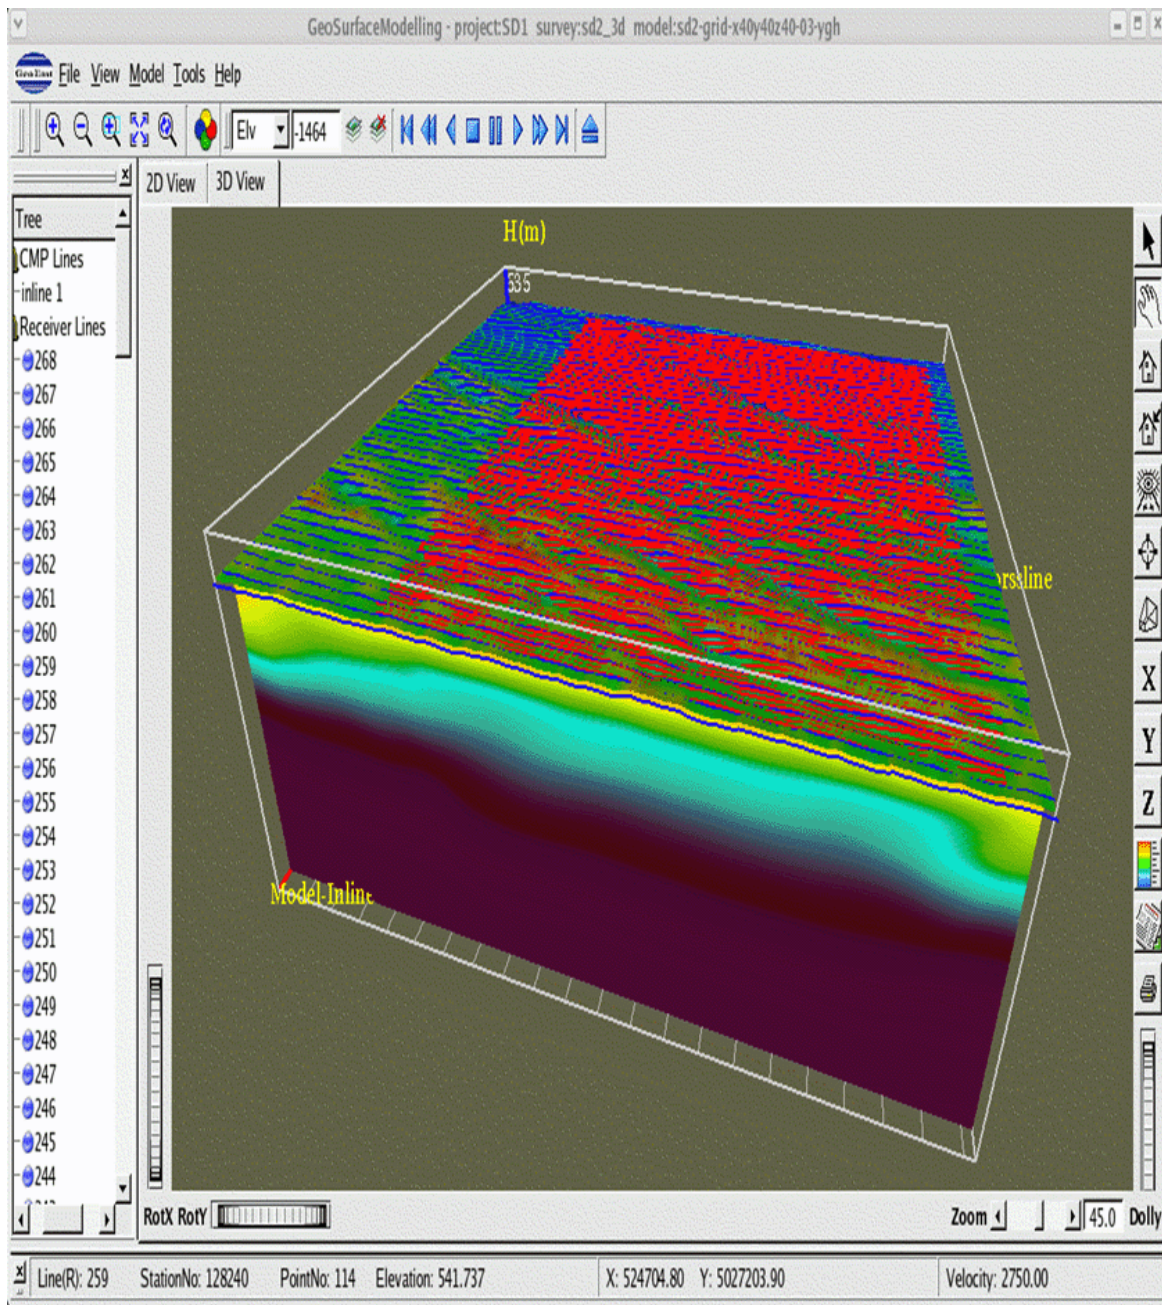 GeoSurfaceModelling - project:SD1 survey:sd2_3d model:sd2-grid-x40y40z40-03-ygh
Geo East File View Model Tools Help
Elv -1464
2D View 3D View
Tree
CMP Lines
inline 1
Receiver Lines
268
267
266
265
264
263
262
261
260
259
258
257
256
255
254
253
252
251
250
249
248
247
246
245
244
H(m)
535
orssline
Model-Inline
X
Y
Z
RotX RotY
Zoom 45.0 Dolly
Line(R): 259 StationNo: 128240 PointNo: 114 Elevation: 541.737 X: 524704.80 Y: 5027203.90 Velocity: 2750.00